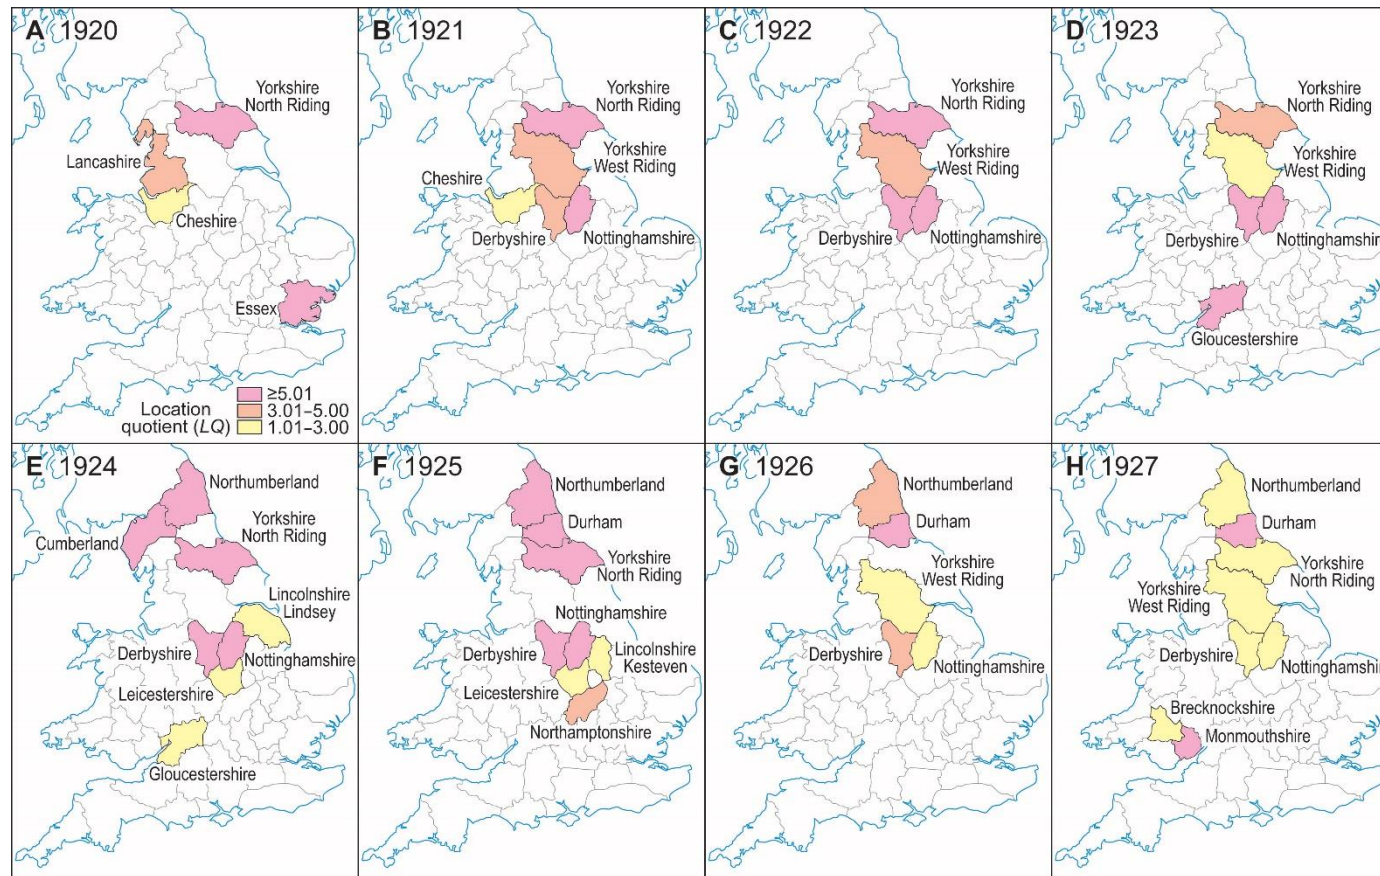 A 1920
Yorkshire
North Riding
Lancashire
Cheshire
Essex
Location
quotient (LQ)
≥5.01
3.01–5.00
1.01–3.00
B 1921
Yorkshire
North Riding
Yorkshire
West Riding
Cheshire
Derbyshire
Nottinghamshire
C 1922
Yorkshire
North Riding
Yorkshire
West Riding
Derbyshire
Nottinghamshire
D 1923
Yorkshire
North Riding
Yorkshire
West Riding
Derbyshire
Nottinghamshire
Gloucestershire
E 1924
Northumberland
Yorkshire
North Riding
Cumberland
Lincolnshire
Lindsey
Derbyshire
Nottinghamshire
Leicestershire
Gloucestershire
F 1925
Northumberland
Durham
Yorkshire
North Riding
Nottinghamshire
Derbyshire
Lincolnshire
Kesteven
Leicestershire
Northamptonshire
G 1926
Northumberland
Durham
Yorkshire
West Riding
Derbyshire
Nottinghamshire
H 1927
Northumberland
Durham
Yorkshire
North Riding
Yorkshire
West Riding
Derbyshire
Nottinghamshire
Brecknockshire
Monmouthshire